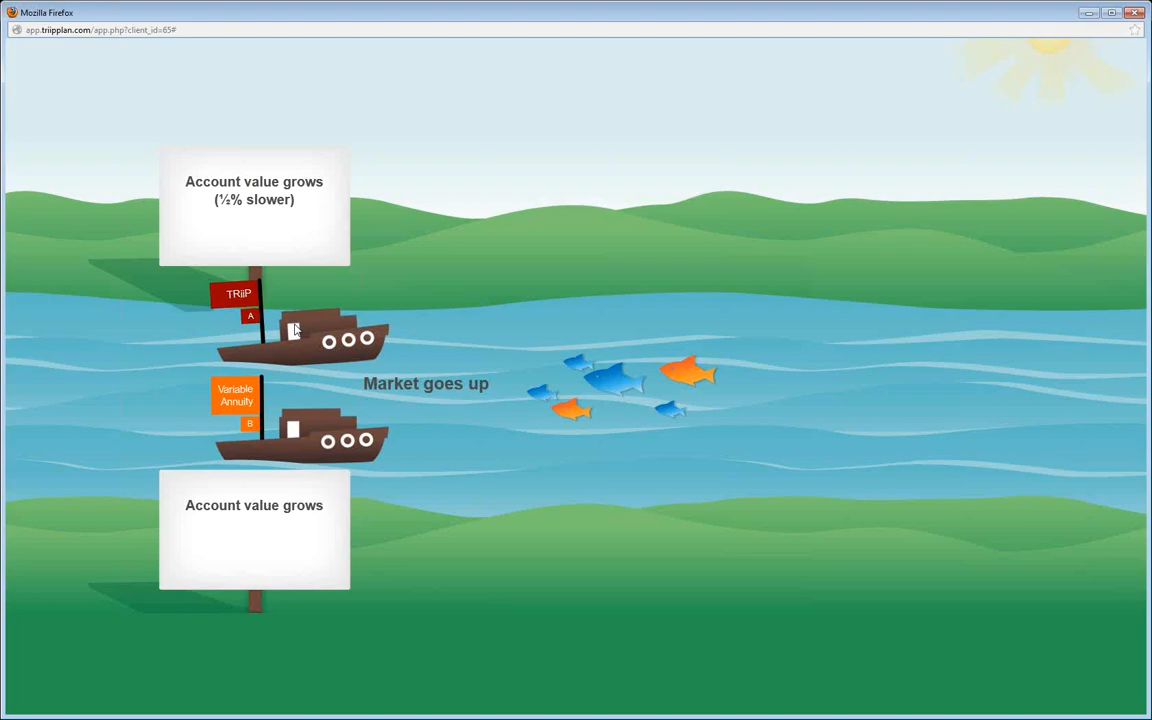 Mozilla Firefox
app.triipplan.com/app.php?client_id=65#
Account value grows
(½% slower)
TRiiP
A
Market goes up
Variable
Annuity
B
Account value grows